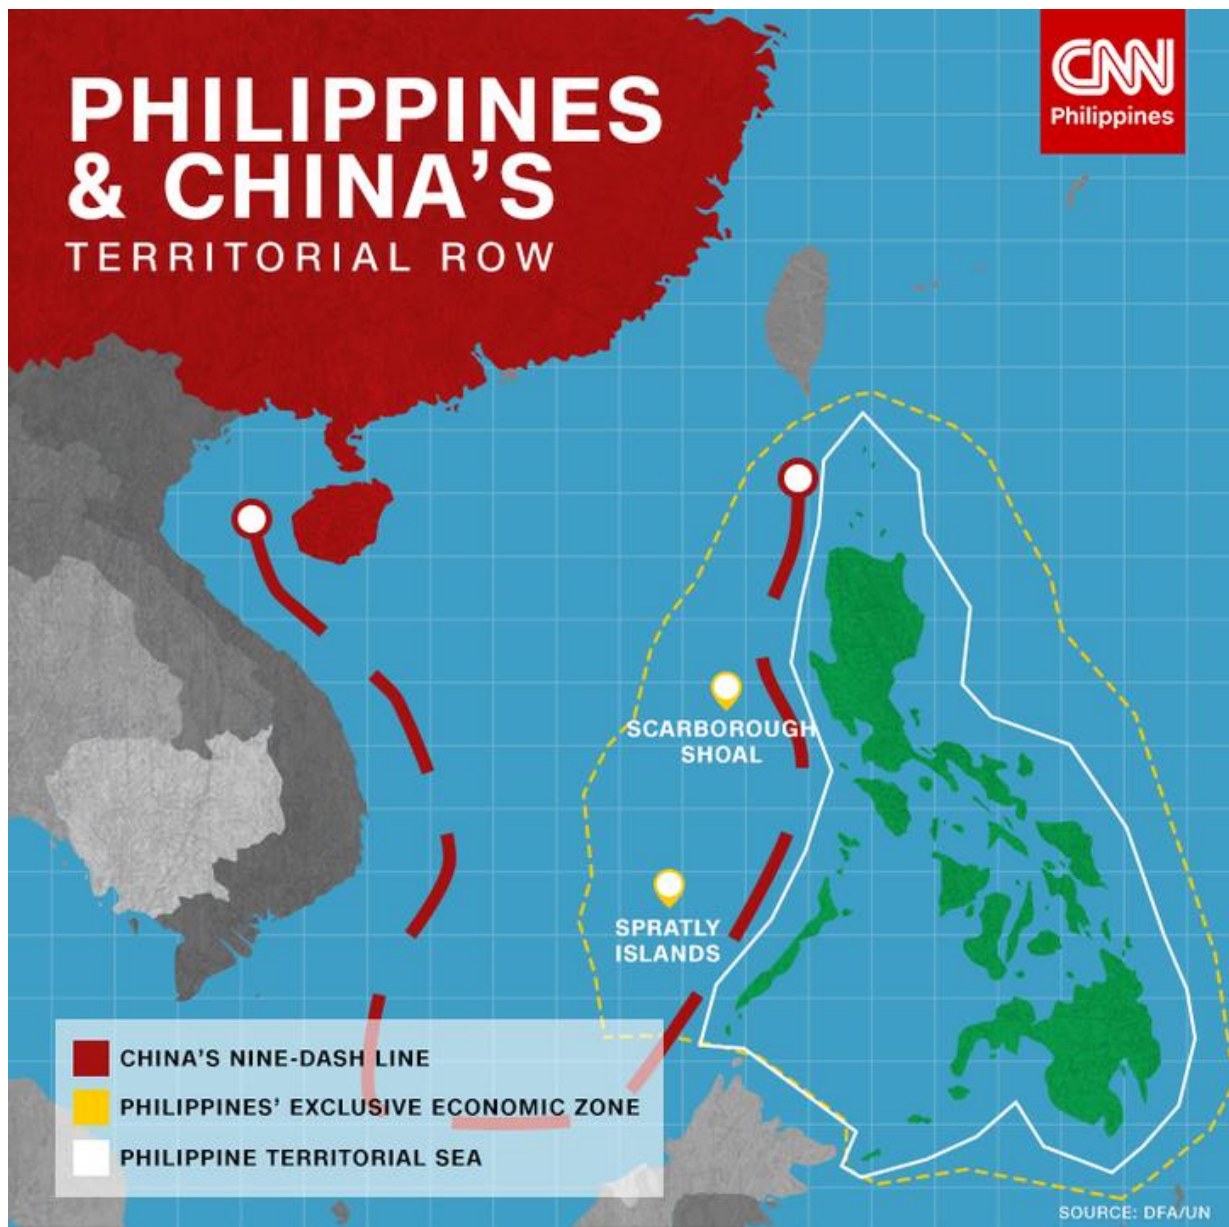 PHILIPPINES
& CHINA'S
TERRITORIAL ROW
CNN
Philippines
SCARBOROUGH
SHOAL
SPRATLY
ISLANDS
CHINA'S NINE-DASH LINE
PHILIPPINES' EXCLUSIVE ECONOMIC ZONE
PHILIPPINE TERRITORIAL SEA
SOURCE: DFA/UN